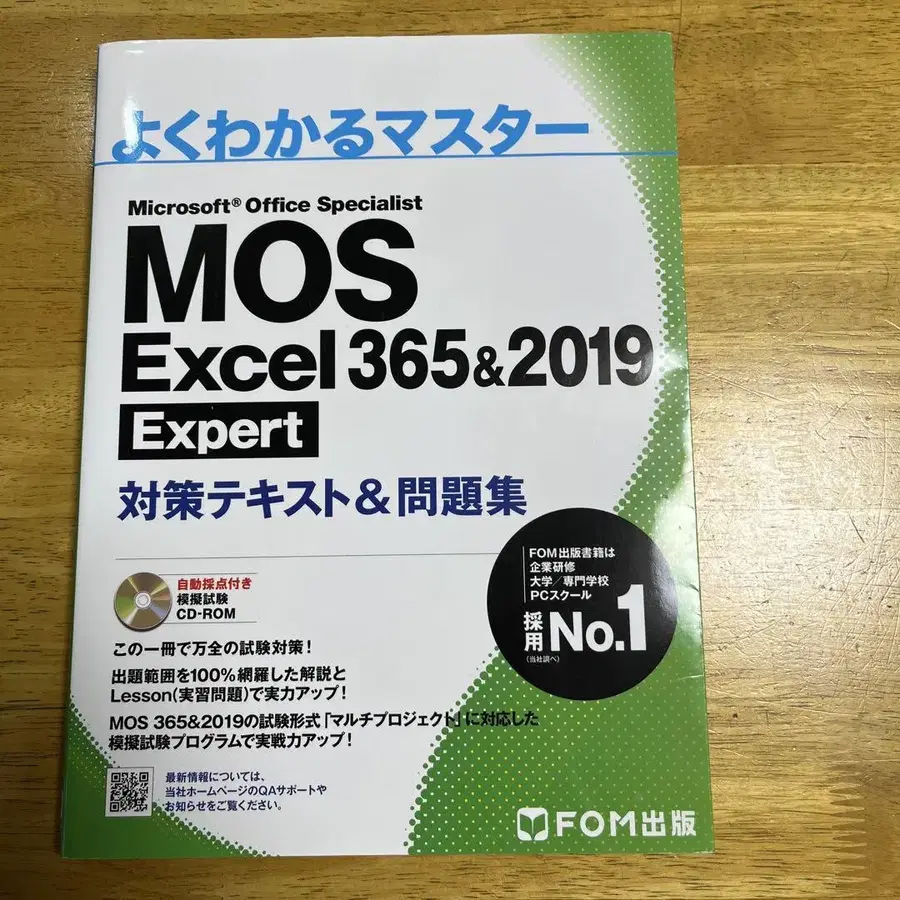 よくわかるマスター
Microsoft® Office Specialist
MOS
Excel 365&2019
Expert
対策テキスト&問題集
FOM出版書籍は
企業研修
大学/専門学校
PCスクール
採用 No.1
(当社調べ)
自動採点付き
模擬試験
CD-ROM
この一冊で万全の試験対策!
出題範囲を100%網羅した解説と
Lesson(実習問題)で実力アップ!
MOS 365&2019の試験形式「マルチプロジェクト」に対応した
模擬試験プログラムで実戦力アップ!
最新情報については、
当社ホームページのQAサポートや
お知らせをご覧ください。
FOM出版